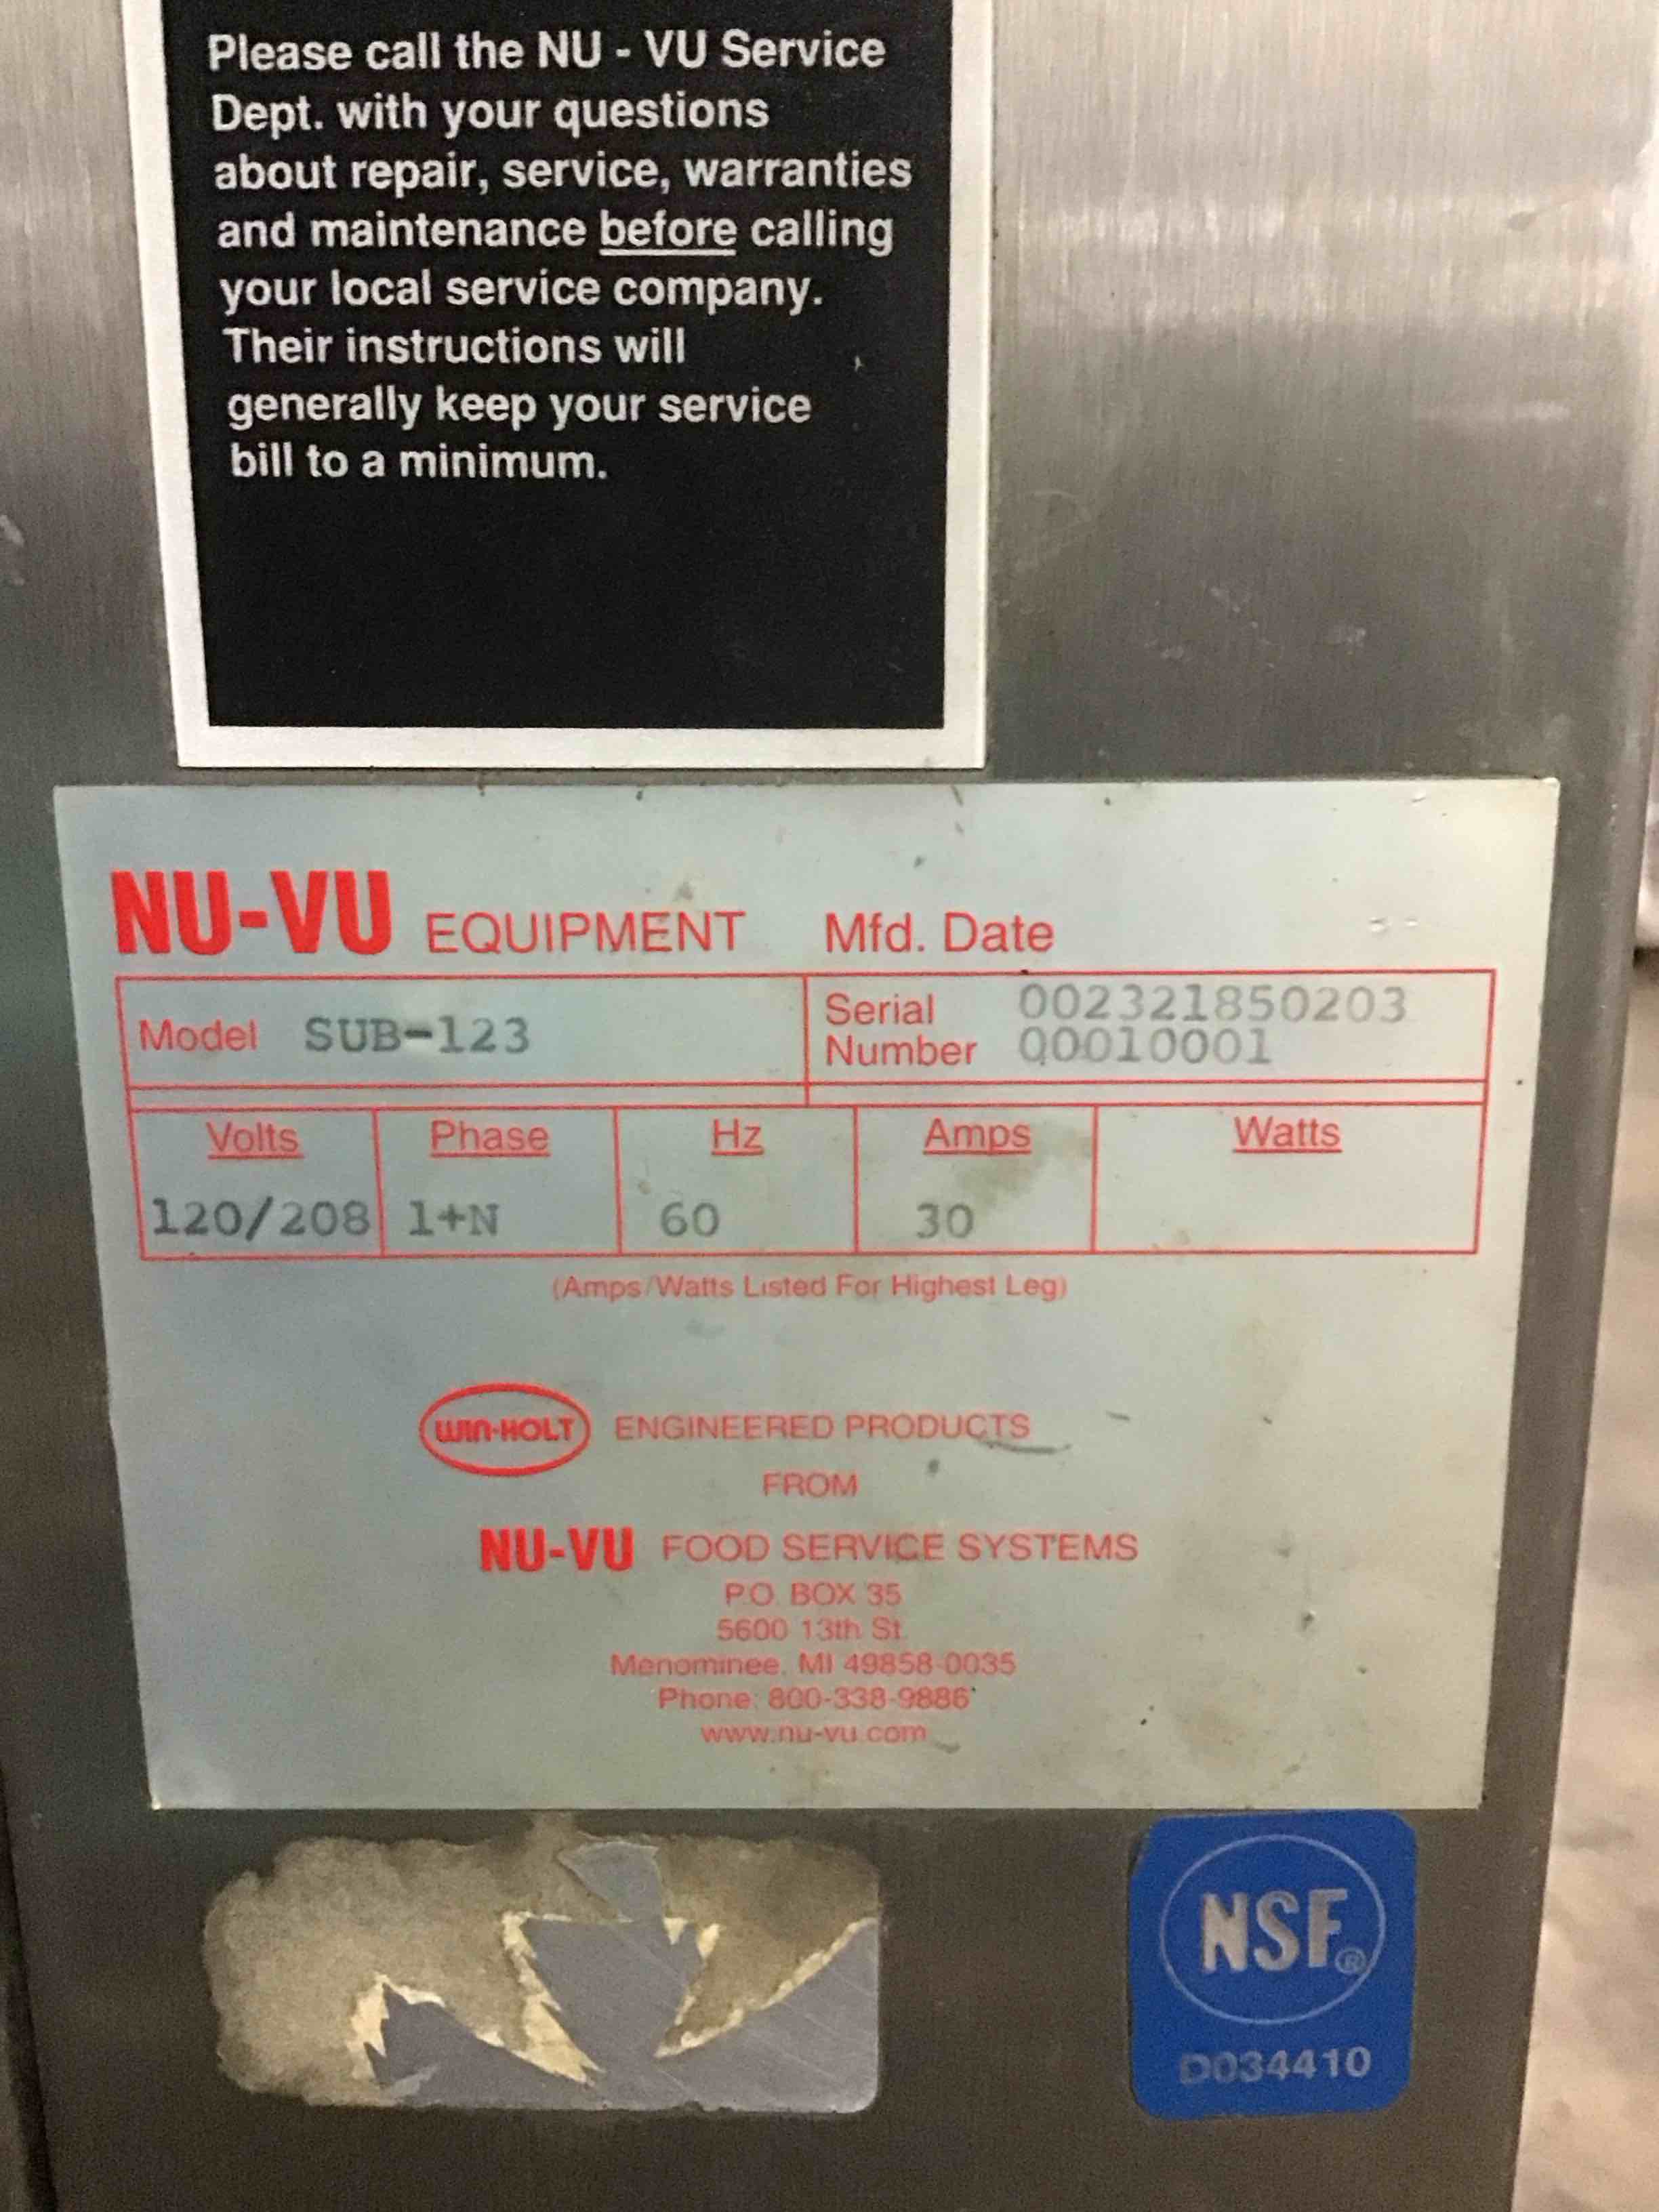 Please call the NU - VU Service
Dept. with your questions
about repair, service, warranties
and maintenance before calling
your local service company.
Their instructions will
generally keep your service
bill to a minimum.
NU-VU EQUIPMENT Mfd. Date
Model SUB-123
Serial Number 002321850203
00010001
Volts Phase Hz Amps Watts
120/208 1+N 60 30
(Amps/Watts Listed For Highest Leg)
WIN-HOLT ENGINEERED PRODUCTS
FROM
NU-VU FOOD SERVICE SYSTEMS
P.O. BOX 35
5600 13th St.
Menominee, MI 49858-0035
Phone: 800-338-9886
www.nu-vu.com
NSF®
D034410